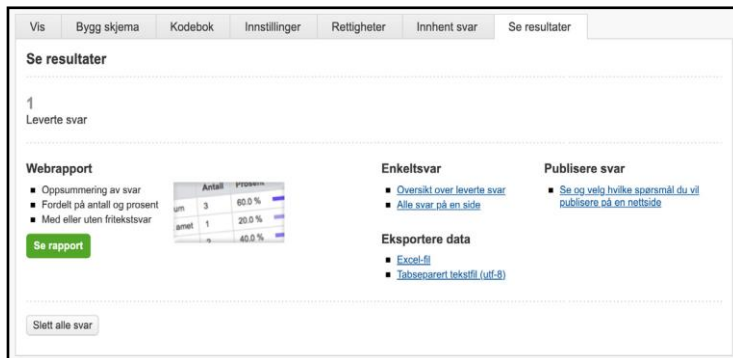 Vis Bygg skjema Kodebok Innstillinger Rettigheter Innhent svar Se resultater
Se resultater
1
Leverte svar
Webrapport
Oppsummering av svar
Fordelt på antall og prosent
Med eller uten fritekstsvar
Se rapport
Antall Prosent
um 3 60.0 %
amet 1 20.0 %
2 40.0 %
Enkeltsvar
Oversikt over leverte svar
Alle svar på en side
Eksportere data
Excel-fil
Tabseparert tekstfil (utf-8)
Publisere svar
Se og velg hvilke spørsmål du vil
publisere på en nettside
Slett alle svar